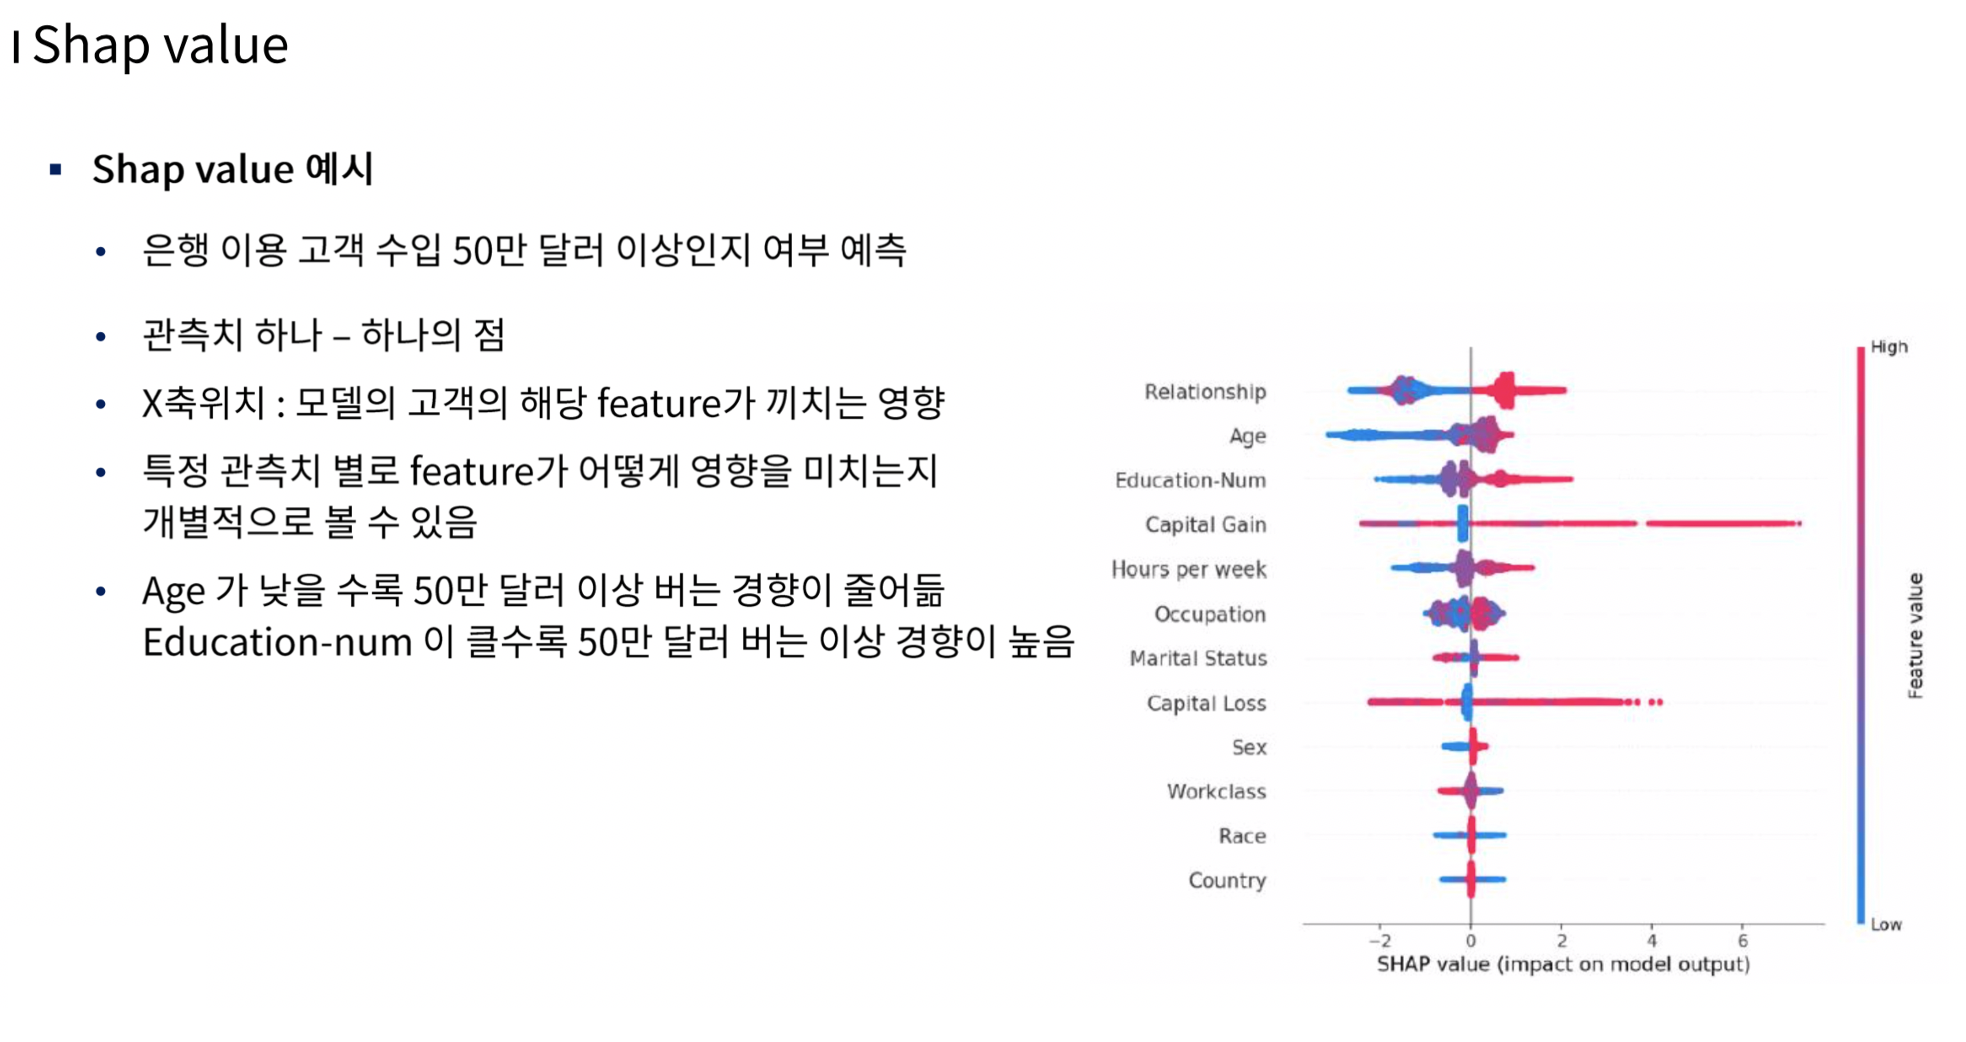 Shap value
Shap value 예시
은행 이용 고객 수입 50만 달러 이상인지 여부 예측
관측치 하나 – 하나의 점
X축위치 : 모델의 고객의 해당 feature가 끼치는 영향
특정 관측치 별로 feature가 어떻게 영향을 미치는지
개별적으로 볼 수 있음
Age 가 낮을 수록 50만 달러 이상 버는 경향이 줄어듦
Education-num 이 클수록 50만 달러 버는 이상 경향이 높음
Relationship
Age
Education-Num
Capital Gain
Hours per week
Occupation
Marital Status
Capital Loss
Sex
Workclass
Race
Country
−2 0 2 4 6
SHAP value (impact on model output)
High
Feature value
Low